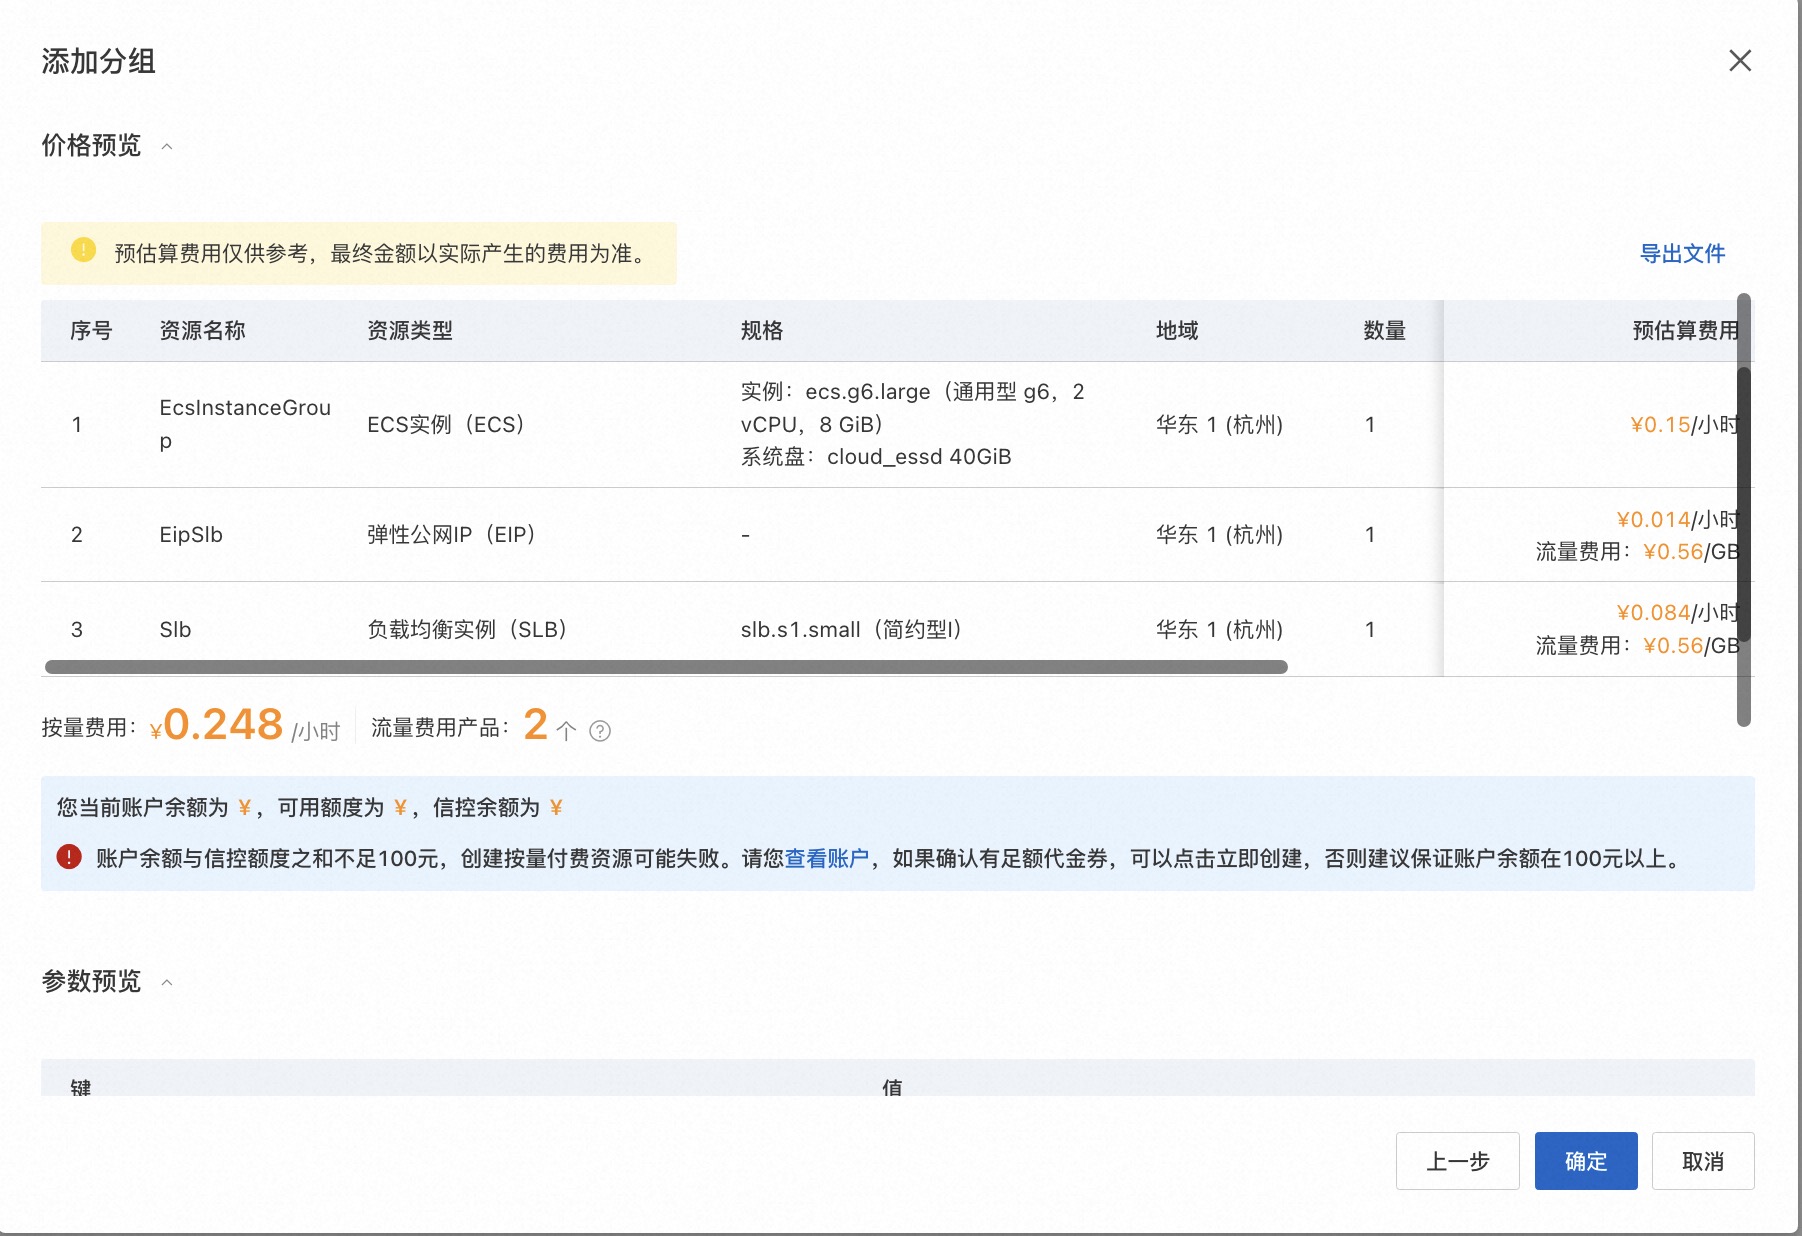 添加分组
价格预览
预估算费用仅供参考，最终金额以实际产生的费用为准。
导出文件
序号 资源名称 资源类型 规格 地域 数量 预估算费用
1 EcsInstanceGrou
p ECS实例（ECS） 实例：ecs.g6.large（通用型 g6，2
vCPU，8 GiB）
系统盘：cloud_essd 40GiB 华东 1 (杭州) 1 ¥0.15/小时
2 EipSlb 弹性公网IP（EIP） - 华东 1 (杭州) 1 ¥0.014/小时
流量费用：¥0.56/GB
3 Slb 负载均衡实例（SLB） slb.s1.small（简约型I） 华东 1 (杭州) 1 ¥0.084/小时
流量费用：¥0.56/GB
按量费用：¥0.248 /小时 流量费用产品：2 个
您当前账户余额为 ¥，可用额度为 ¥，信控余额为 ¥
账户余额与信控额度之和不足100元，创建按量付费资源可能失败。请您查看账户，如果确认有足额代金券，可以点击立即创建，否则建议保证账户余额在100元以上。
参数预览
键 值
上一步 确定 取消